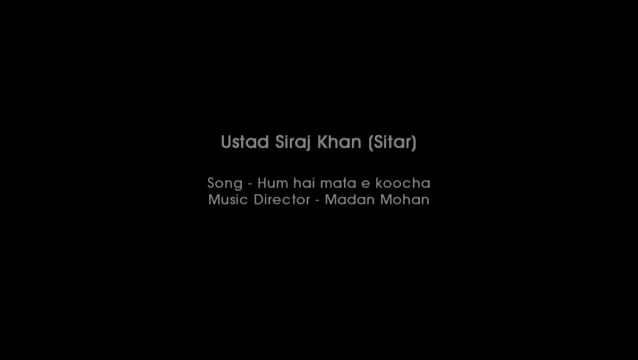 Ustad Siraj Khan (Sitar)
Song - Hum hai mata e koocha
Music Director - Madan Mohan